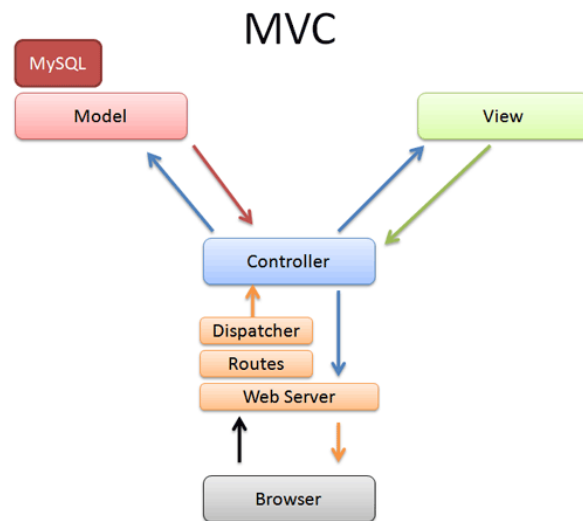 MVC
MySQL
Model
View
Controller
Dispatcher
Routes
Web Server
Browser